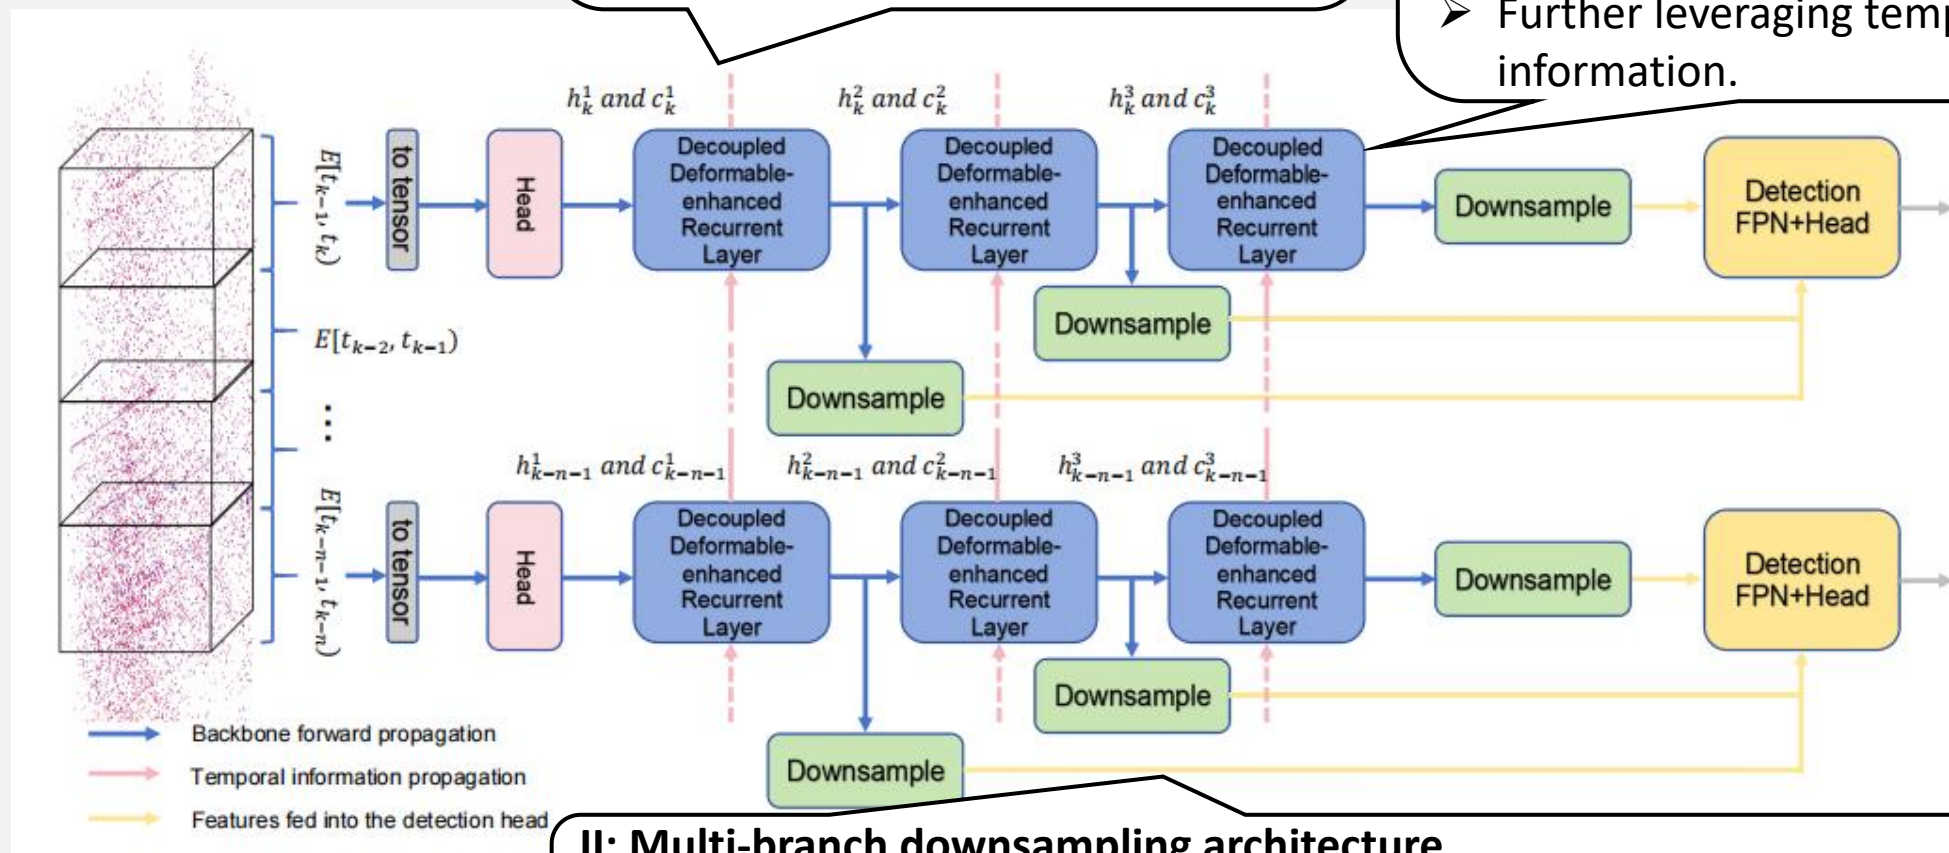 ➢ Further leveraging
information.
h_k^1 and c_k^1
h_k^2 and c_k^2
h_k^3 and c_k^3
E[t_{k-1}, t_k)
to tensor
Head
Decoupled
Deformable-
enhanced
Recurrent
Layer
Decoupled
Deformable-
enhanced
Recurrent
Layer
Decoupled
Deformable-
enhanced
Recurrent
Layer
Downsample
Detection
FPN+Head
Downsample
E[t_{k-2}, t_{k-1})
Downsample
...
h_{k-n-1}^1 and c_{k-n-1}^1
h_{k-n-1}^2 and c_{k-n-1}^2
h_{k-n-1}^3 and c_{k-n-1}^3
E[t_{k-n-1}, t_{k-n})
to tensor
Head
Decoupled
Deformable-
enhanced
Recurrent
Layer
Decoupled
Deformable-
enhanced
Recurrent
Layer
Decoupled
Deformable-
enhanced
Recurrent
Layer
Downsample
Detection
FPN+Head
Downsample
Downsample
Backbone forward propagation
Temporal information propagation
Features fed into the detection head
II: Multi-branch downsampling architecture